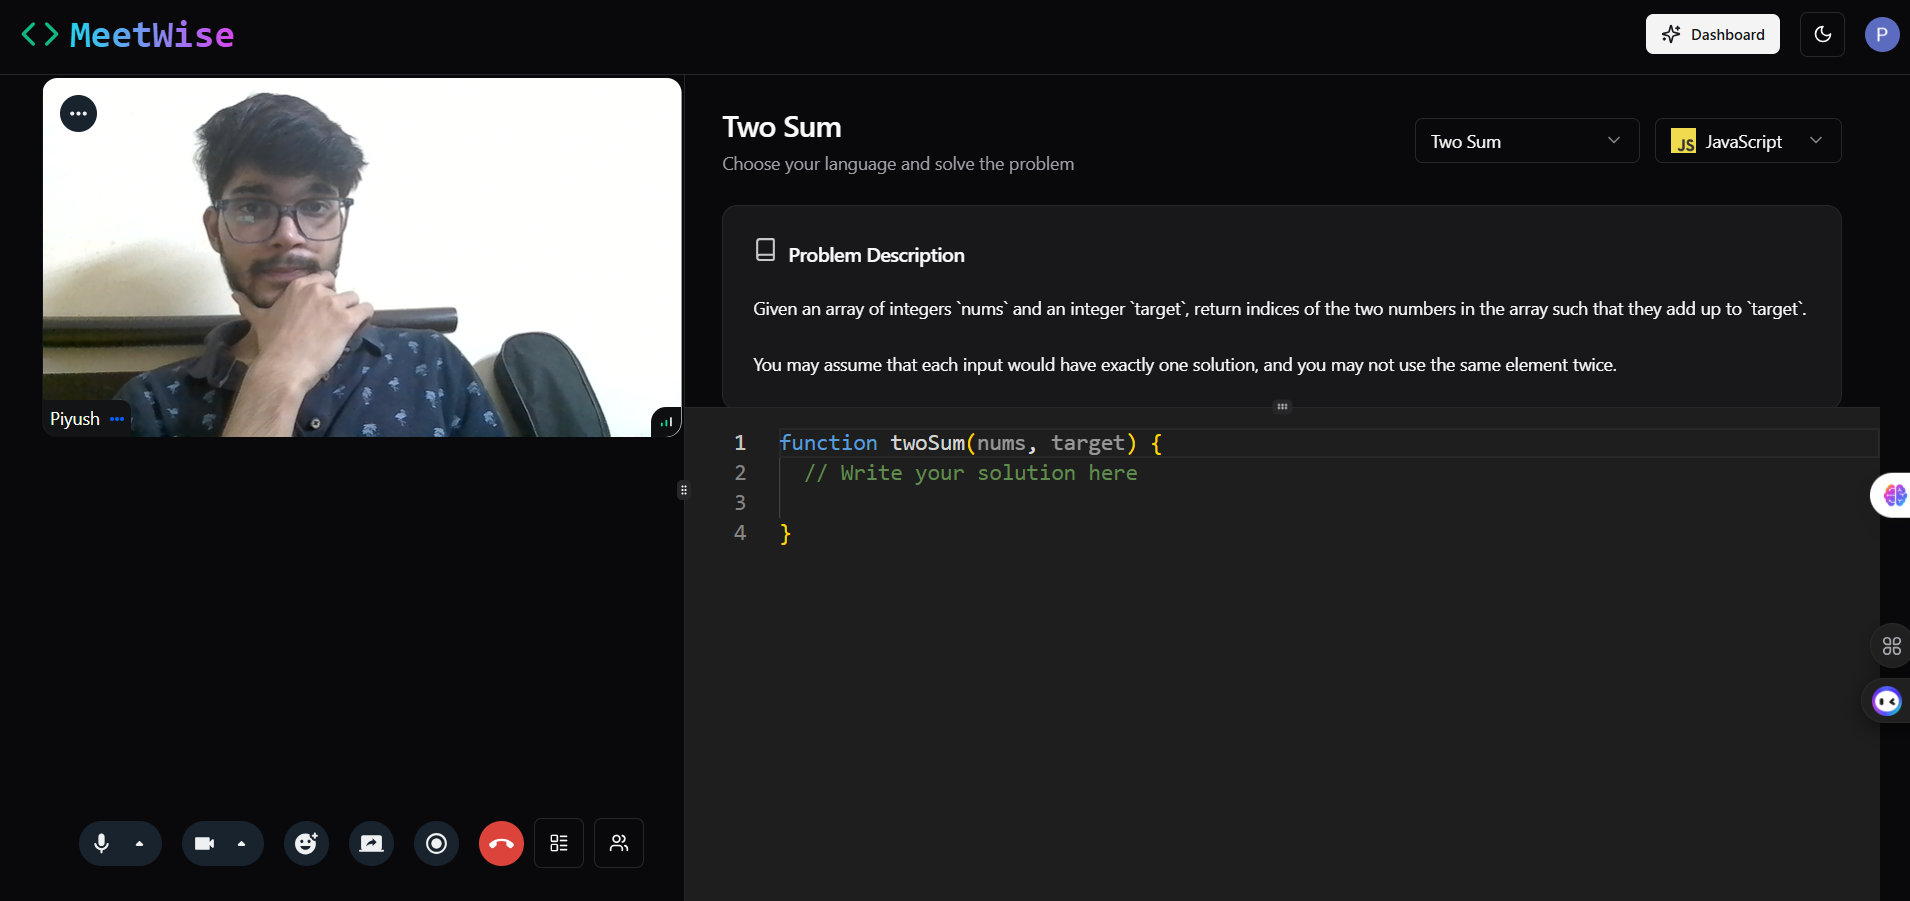 <> MeetWise
Dashboard
P
Piyush
Two Sum
Choose your language and solve the problem
Two Sum
JS JavaScript
Problem Description
Given an array of integers `nums` and an integer `target`, return indices of the two numbers in the array such that they add up to `target`.
You may assume that each input would have exactly one solution, and you may not use the same element twice.
1 function twoSum(nums, target) {
2 // Write your solution here
3
4 }